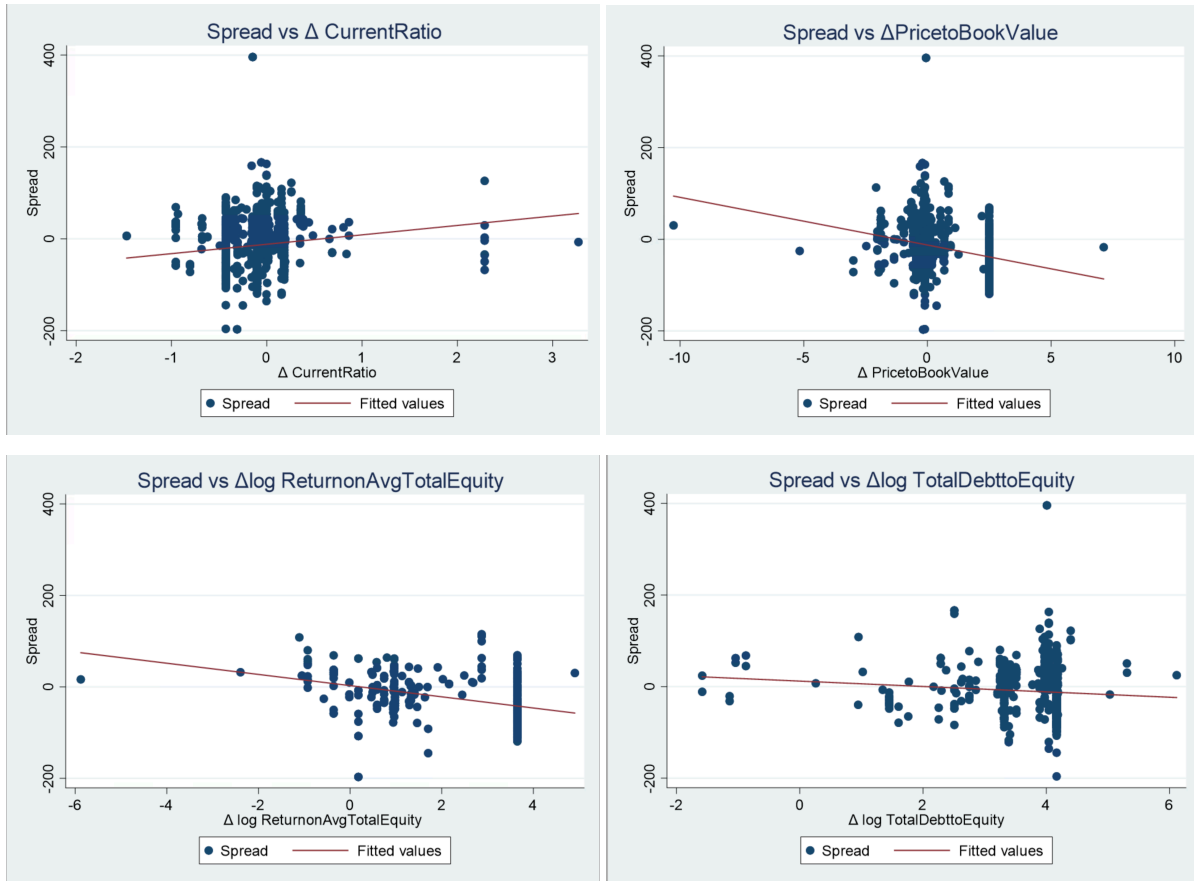 Spread vs Δ CurrentRatio
400
200
0
-200
Spread
-2
-1
0
1
2
3
Δ CurrentRatio
Spread
Fitted values
Spread vs ΔPricetoBookValue
400
200
0
-200
Spread
-10
-5
0
5
10
Δ PricetoBookValue
Spread
Fitted values
Spread vs Δlog ReturnonAvgTotalEquity
400
200
0
-200
Spread
-6
-4
-2
0
2
4
Δ log ReturnonAvgTotalEquity
Spread
Fitted values
Spread vs Δlog TotalDebttoEquity
400
200
0
-200
Spread
-2
0
2
4
6
Δ log TotalDebttoEquity
Spread
Fitted values